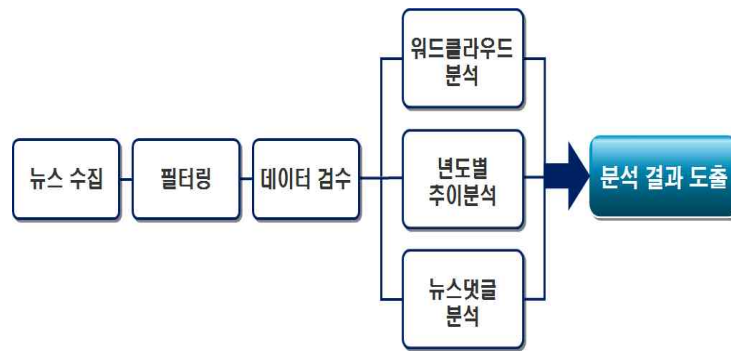 뉴스 수집
필터링
데이터 검수
워드클라우드
분석
년도별
추이분석
뉴스댓글
분석
분석 결과 도출